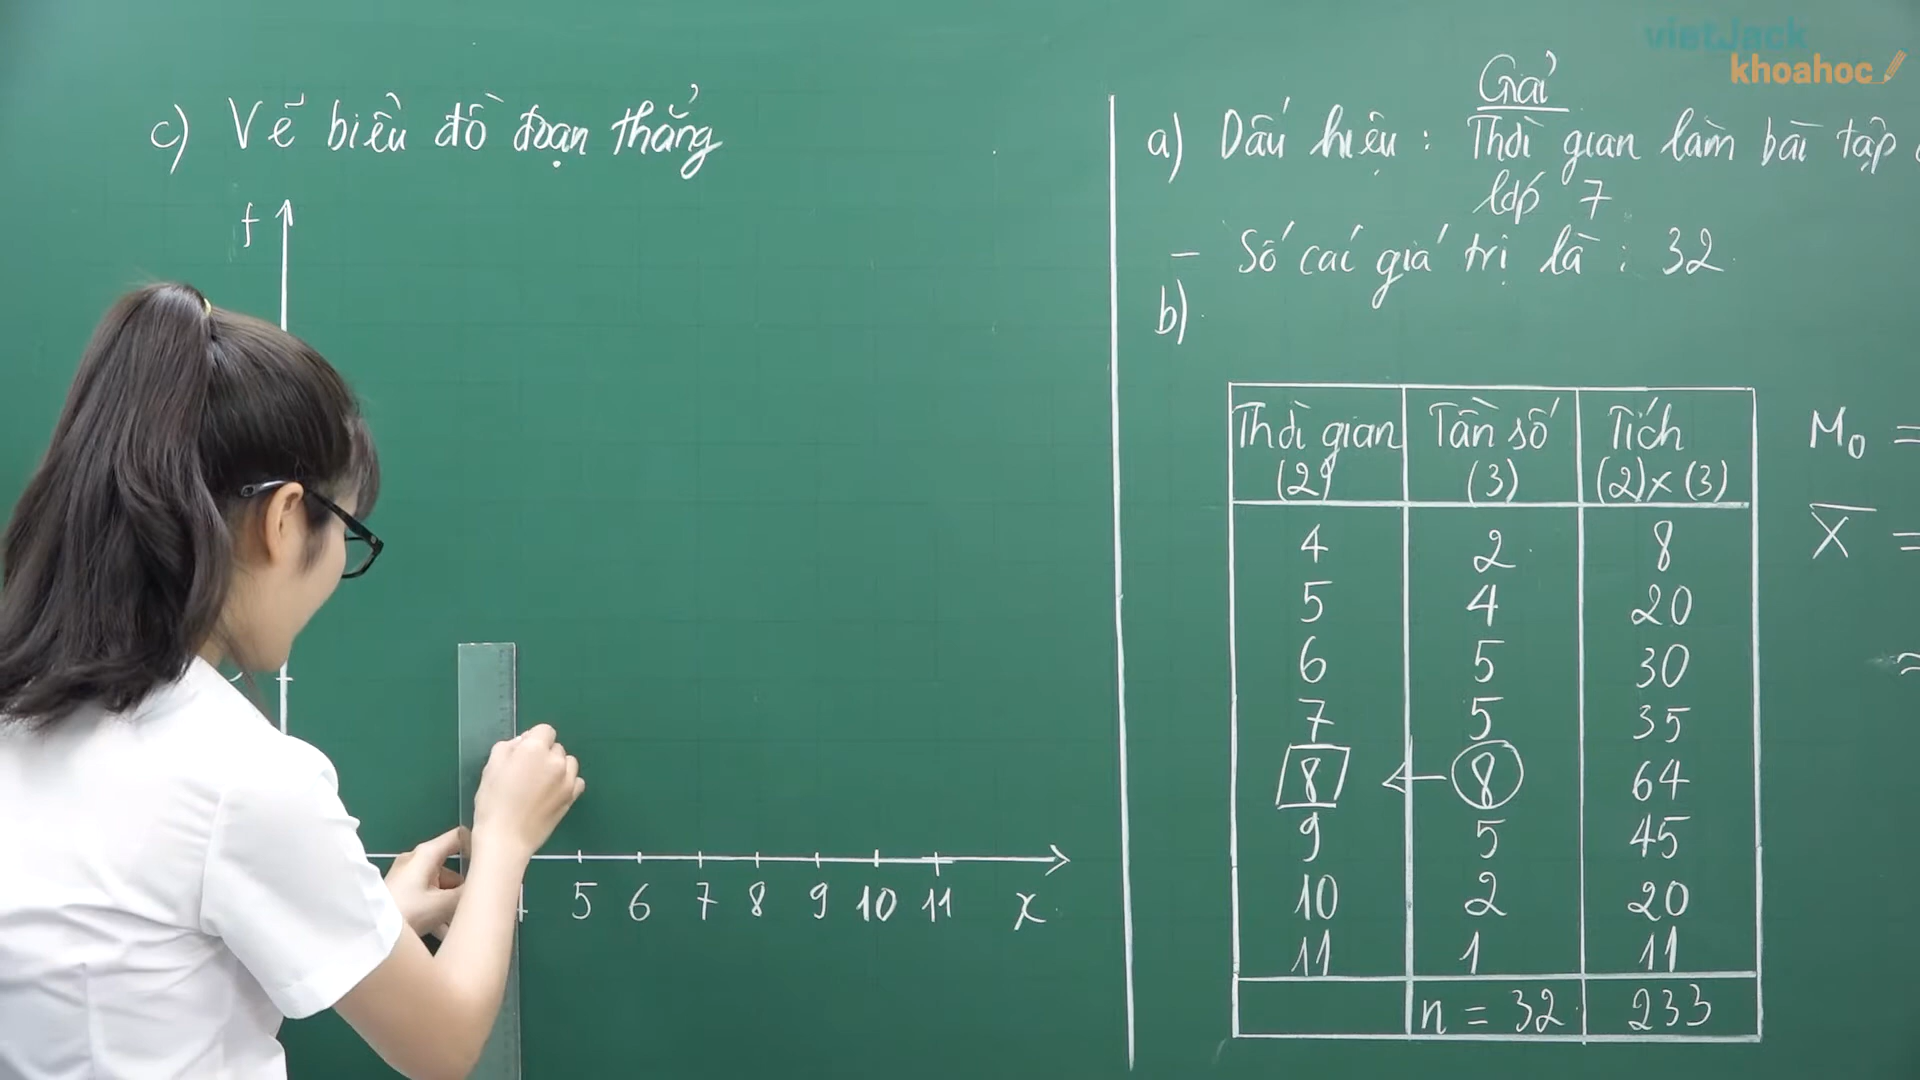 vietJack
khoahoc
c) Vẽ biểu đồ đoạn thẳng
f
5 6 7 8 9 10 11 x
Giải
a) Dấu hiệu : Thời gian làm bài tập
lớp 7
- Số các giá trị là : 32
b)
Thời gian Tần số Tích
(2) (3) (2)x(3)
4 2 8
5 4 20
6 5 30
7 5 35
8 8 64
9 5 45
10 2 20
11 1 11
n = 32 233
M₀ =
X̄ =
≈